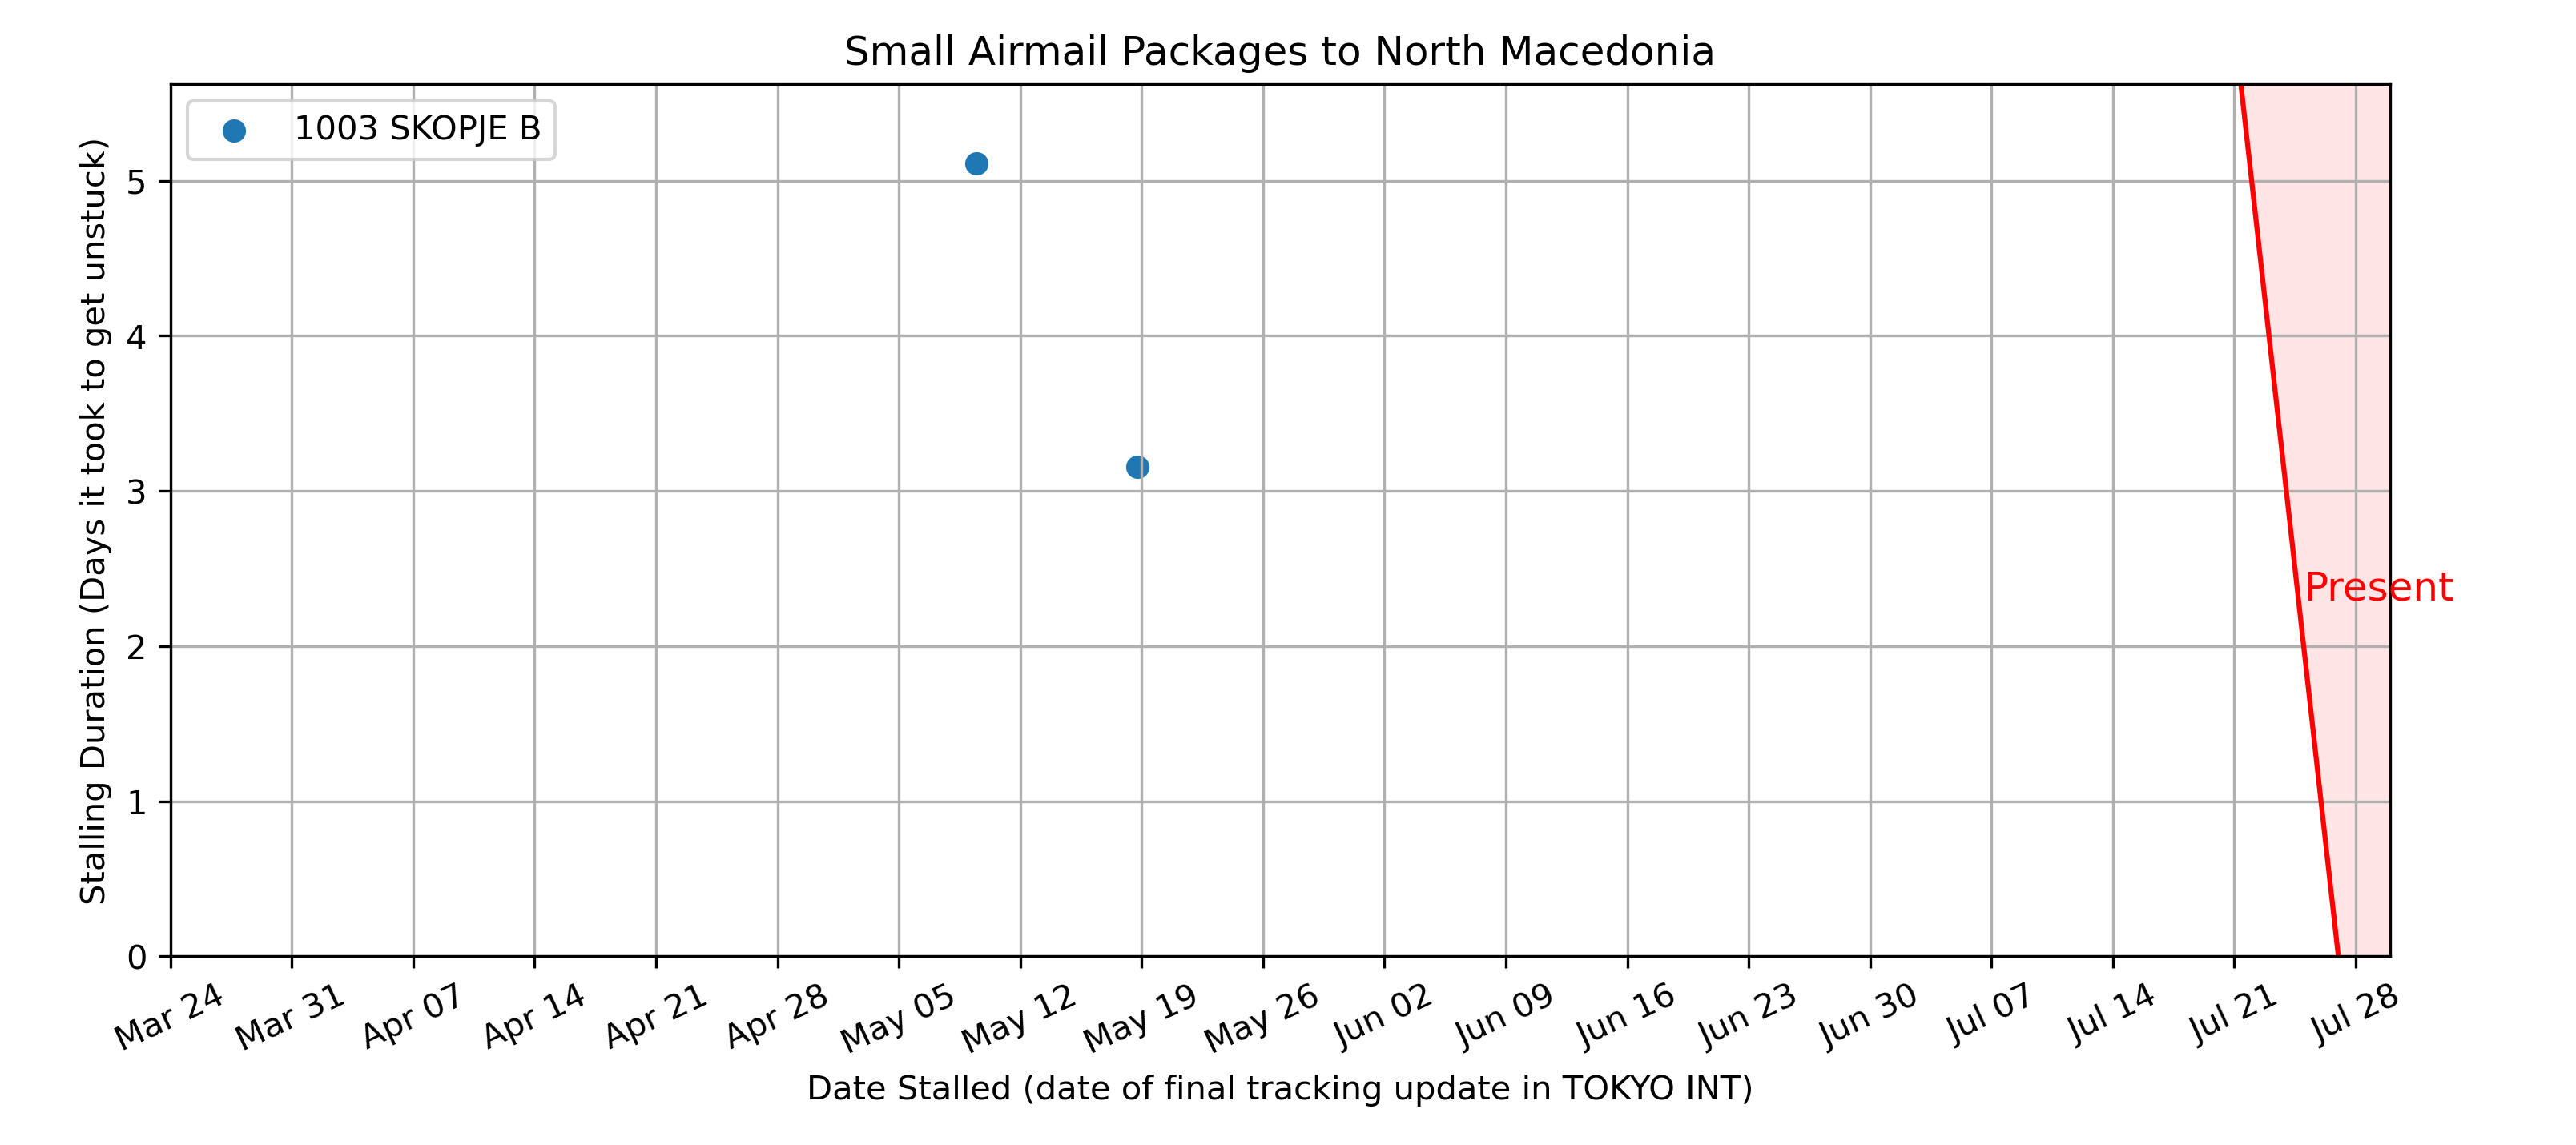 Small Airmail Packages to North Macedonia
1003 SKOPJE B
Stalling Duration (Days it took to get unstuck)
5
4
3
2
1
0
Present
Mar 24
Mar 31
Apr 07
Apr 14
Apr 21
Apr 28
May 05
May 12
May 19
May 26
Jun 02
Jun 09
Jun 16
Jun 23
Jun 30
Jul 07
Jul 14
Jul 21
Jul 28
Date Stalled (date of final tracking update in TOKYO INT)